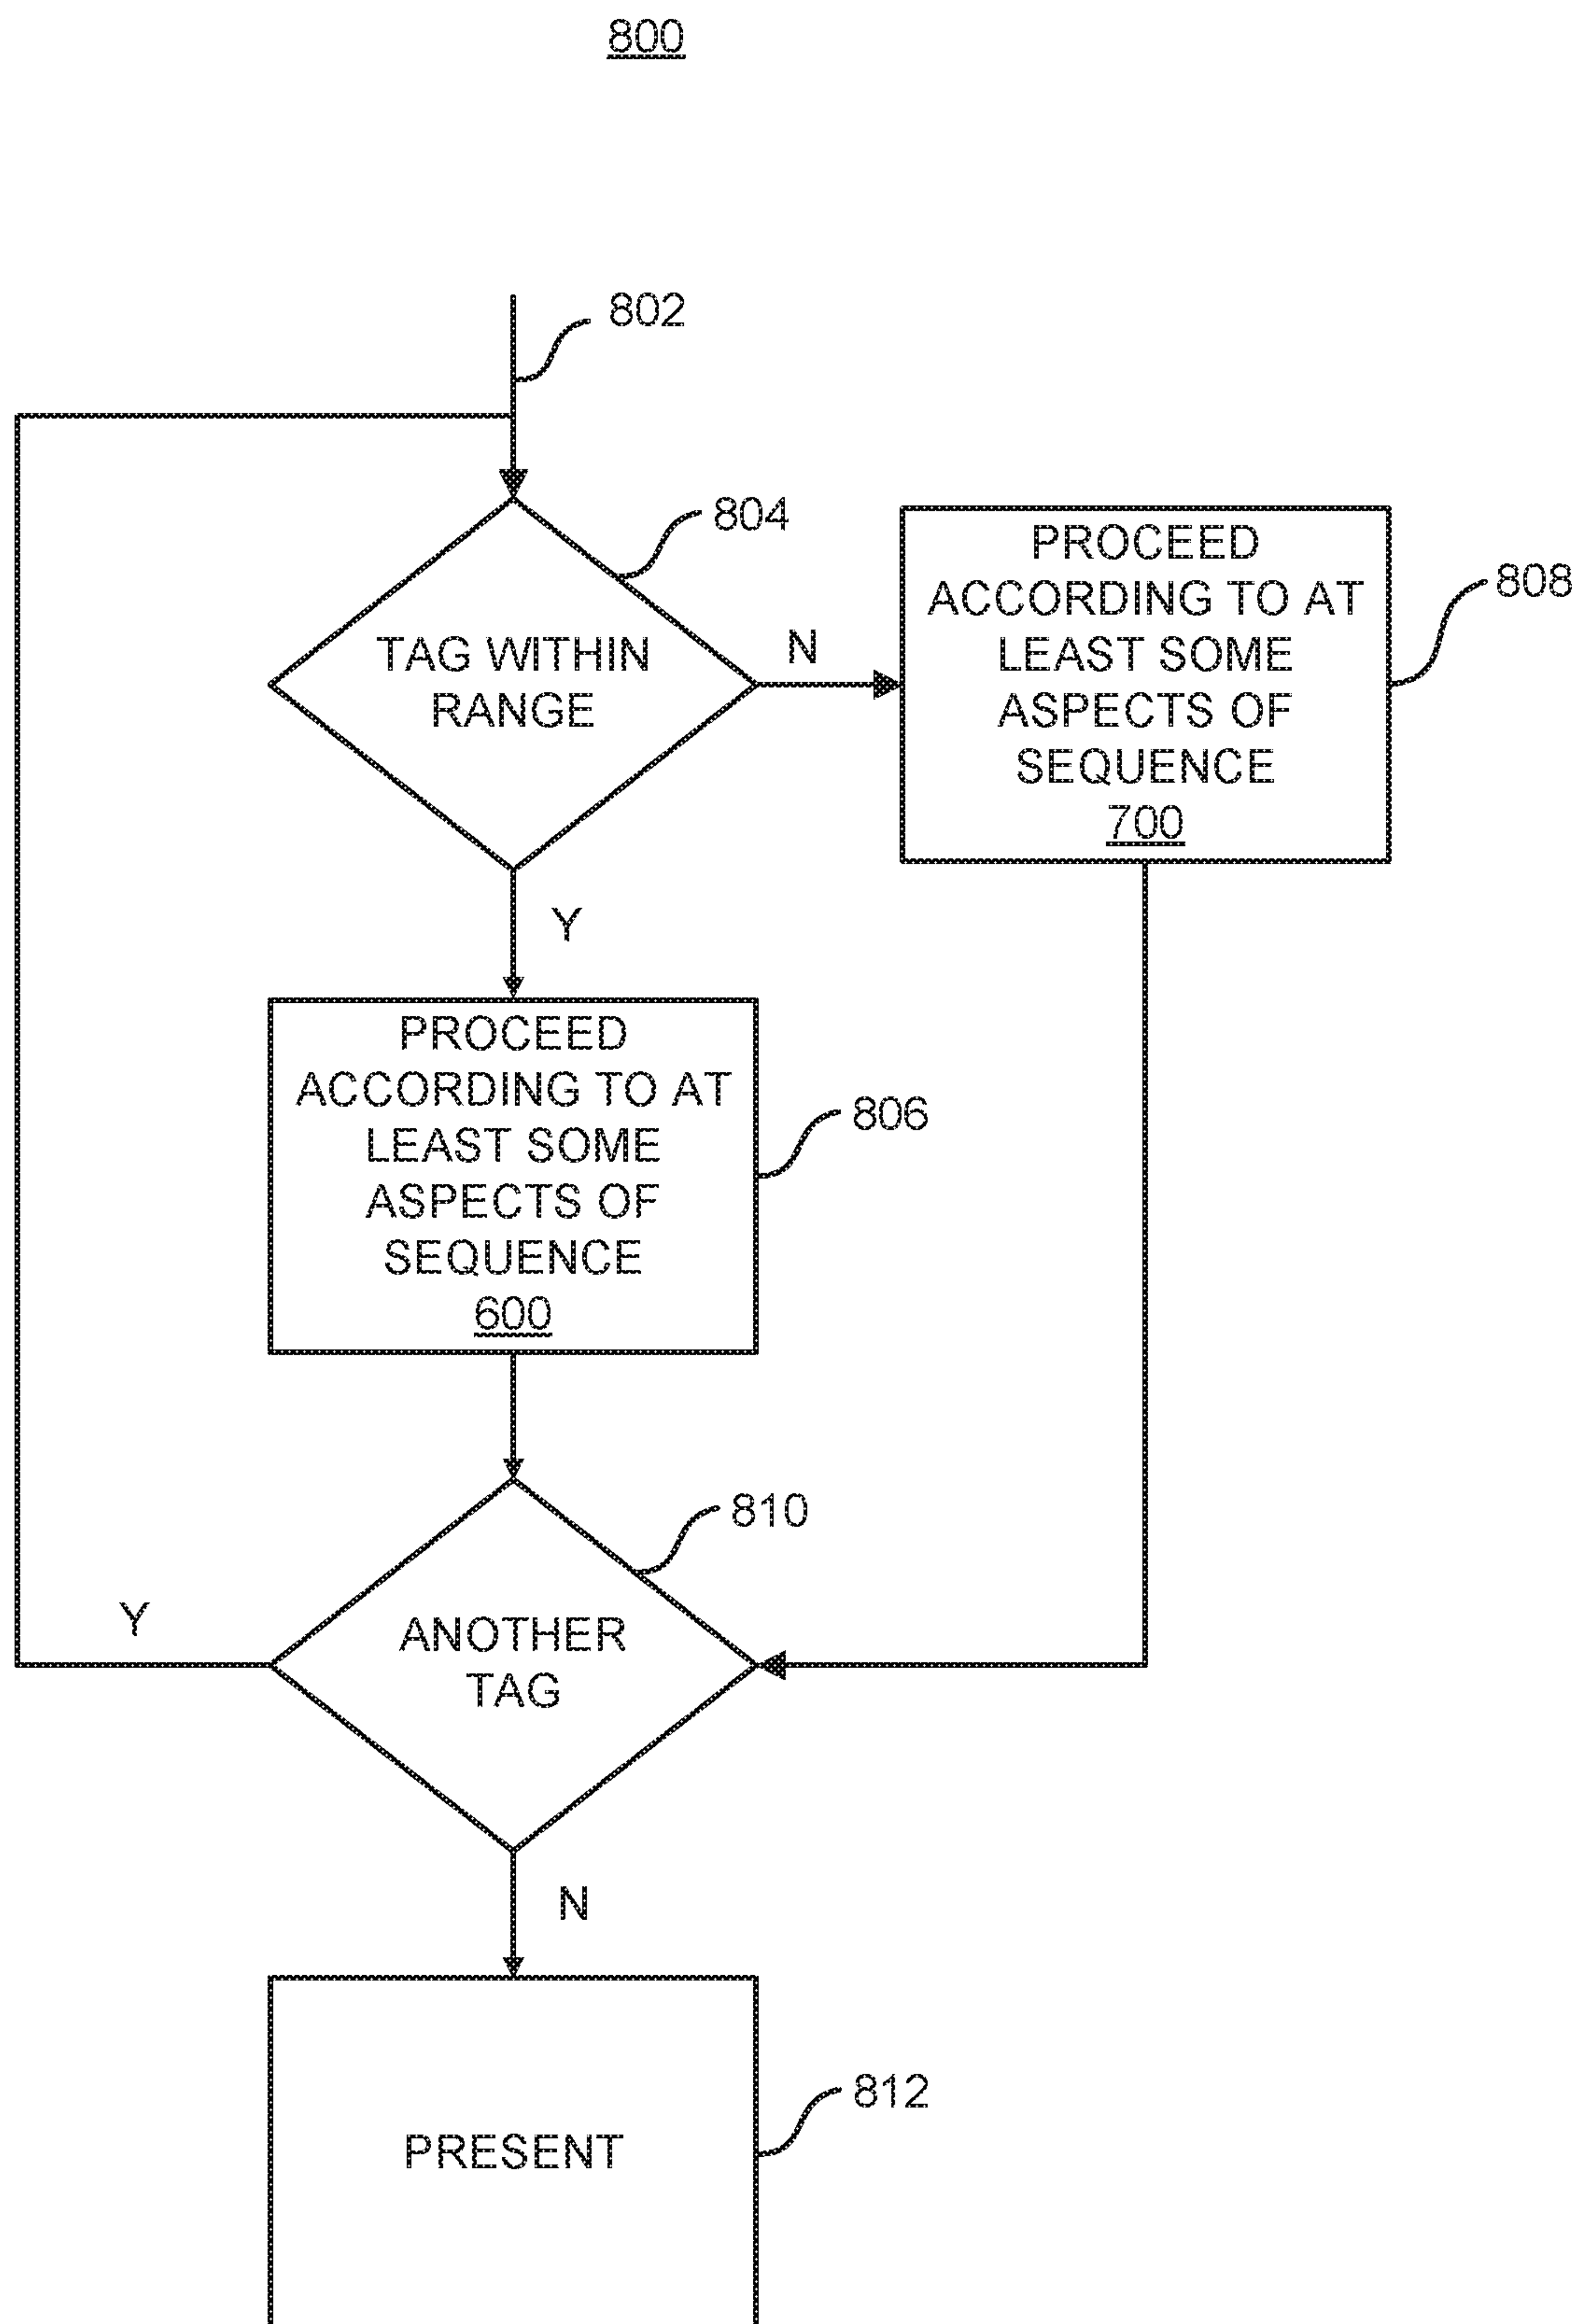 800
802
804
TAG WITHIN
RANGE
N
PROCEED
ACCORDING TO AT
LEAST SOME
ASPECTS OF
SEQUENCE
700
808
Y
PROCEED
ACCORDING TO AT
LEAST SOME
ASPECTS OF
SEQUENCE
600
806
810
ANOTHER
TAG
Y
N
PRESENT
812